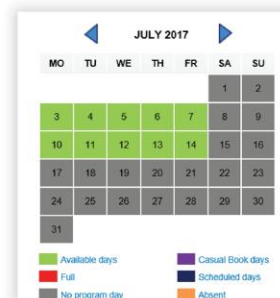 JULY 2017
MO TU WE TH FR SA SU
1 2
3 4 5 6 7 8 9
10 11 12 13 14 15 16
17 18 19 20 21 22 23
24 25 26 27 28 29 30
31
Available days Casual Book days
Full Scheduled days
No program day Absent